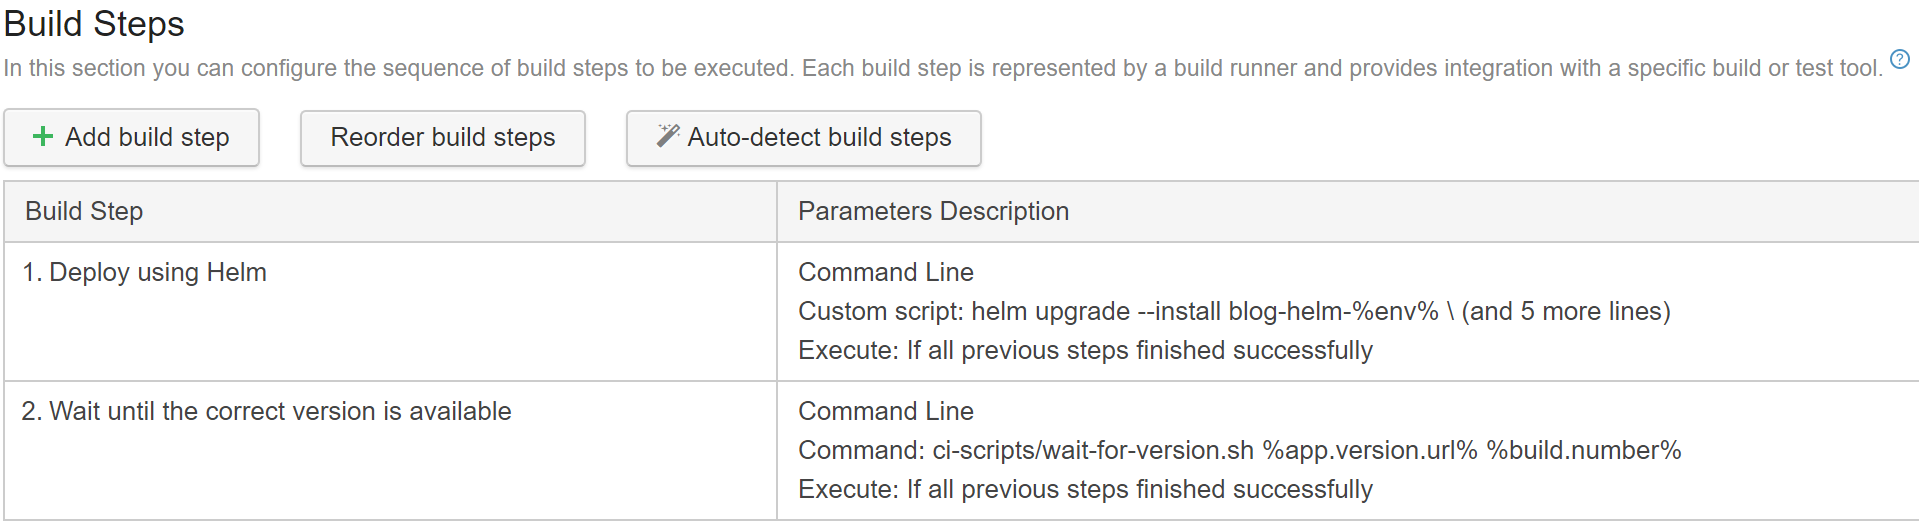 Build Steps
In this section you can configure the sequence of build steps to be executed. Each build step is represented by a build runner and provides integration with a specific build or test tool. ?
Add build step
Reorder build steps
Auto-detect build steps
Build Step
Parameters Description
1. Deploy using Helm
Command Line
Custom script: helm upgrade --install blog-helm-%env% \ (and 5 more lines)
Execute: If all previous steps finished successfully
2. Wait until the correct version is available
Command Line
Command: ci-scripts/wait-for-version.sh %app.version.url% %build.number%
Execute: If all previous steps finished successfully